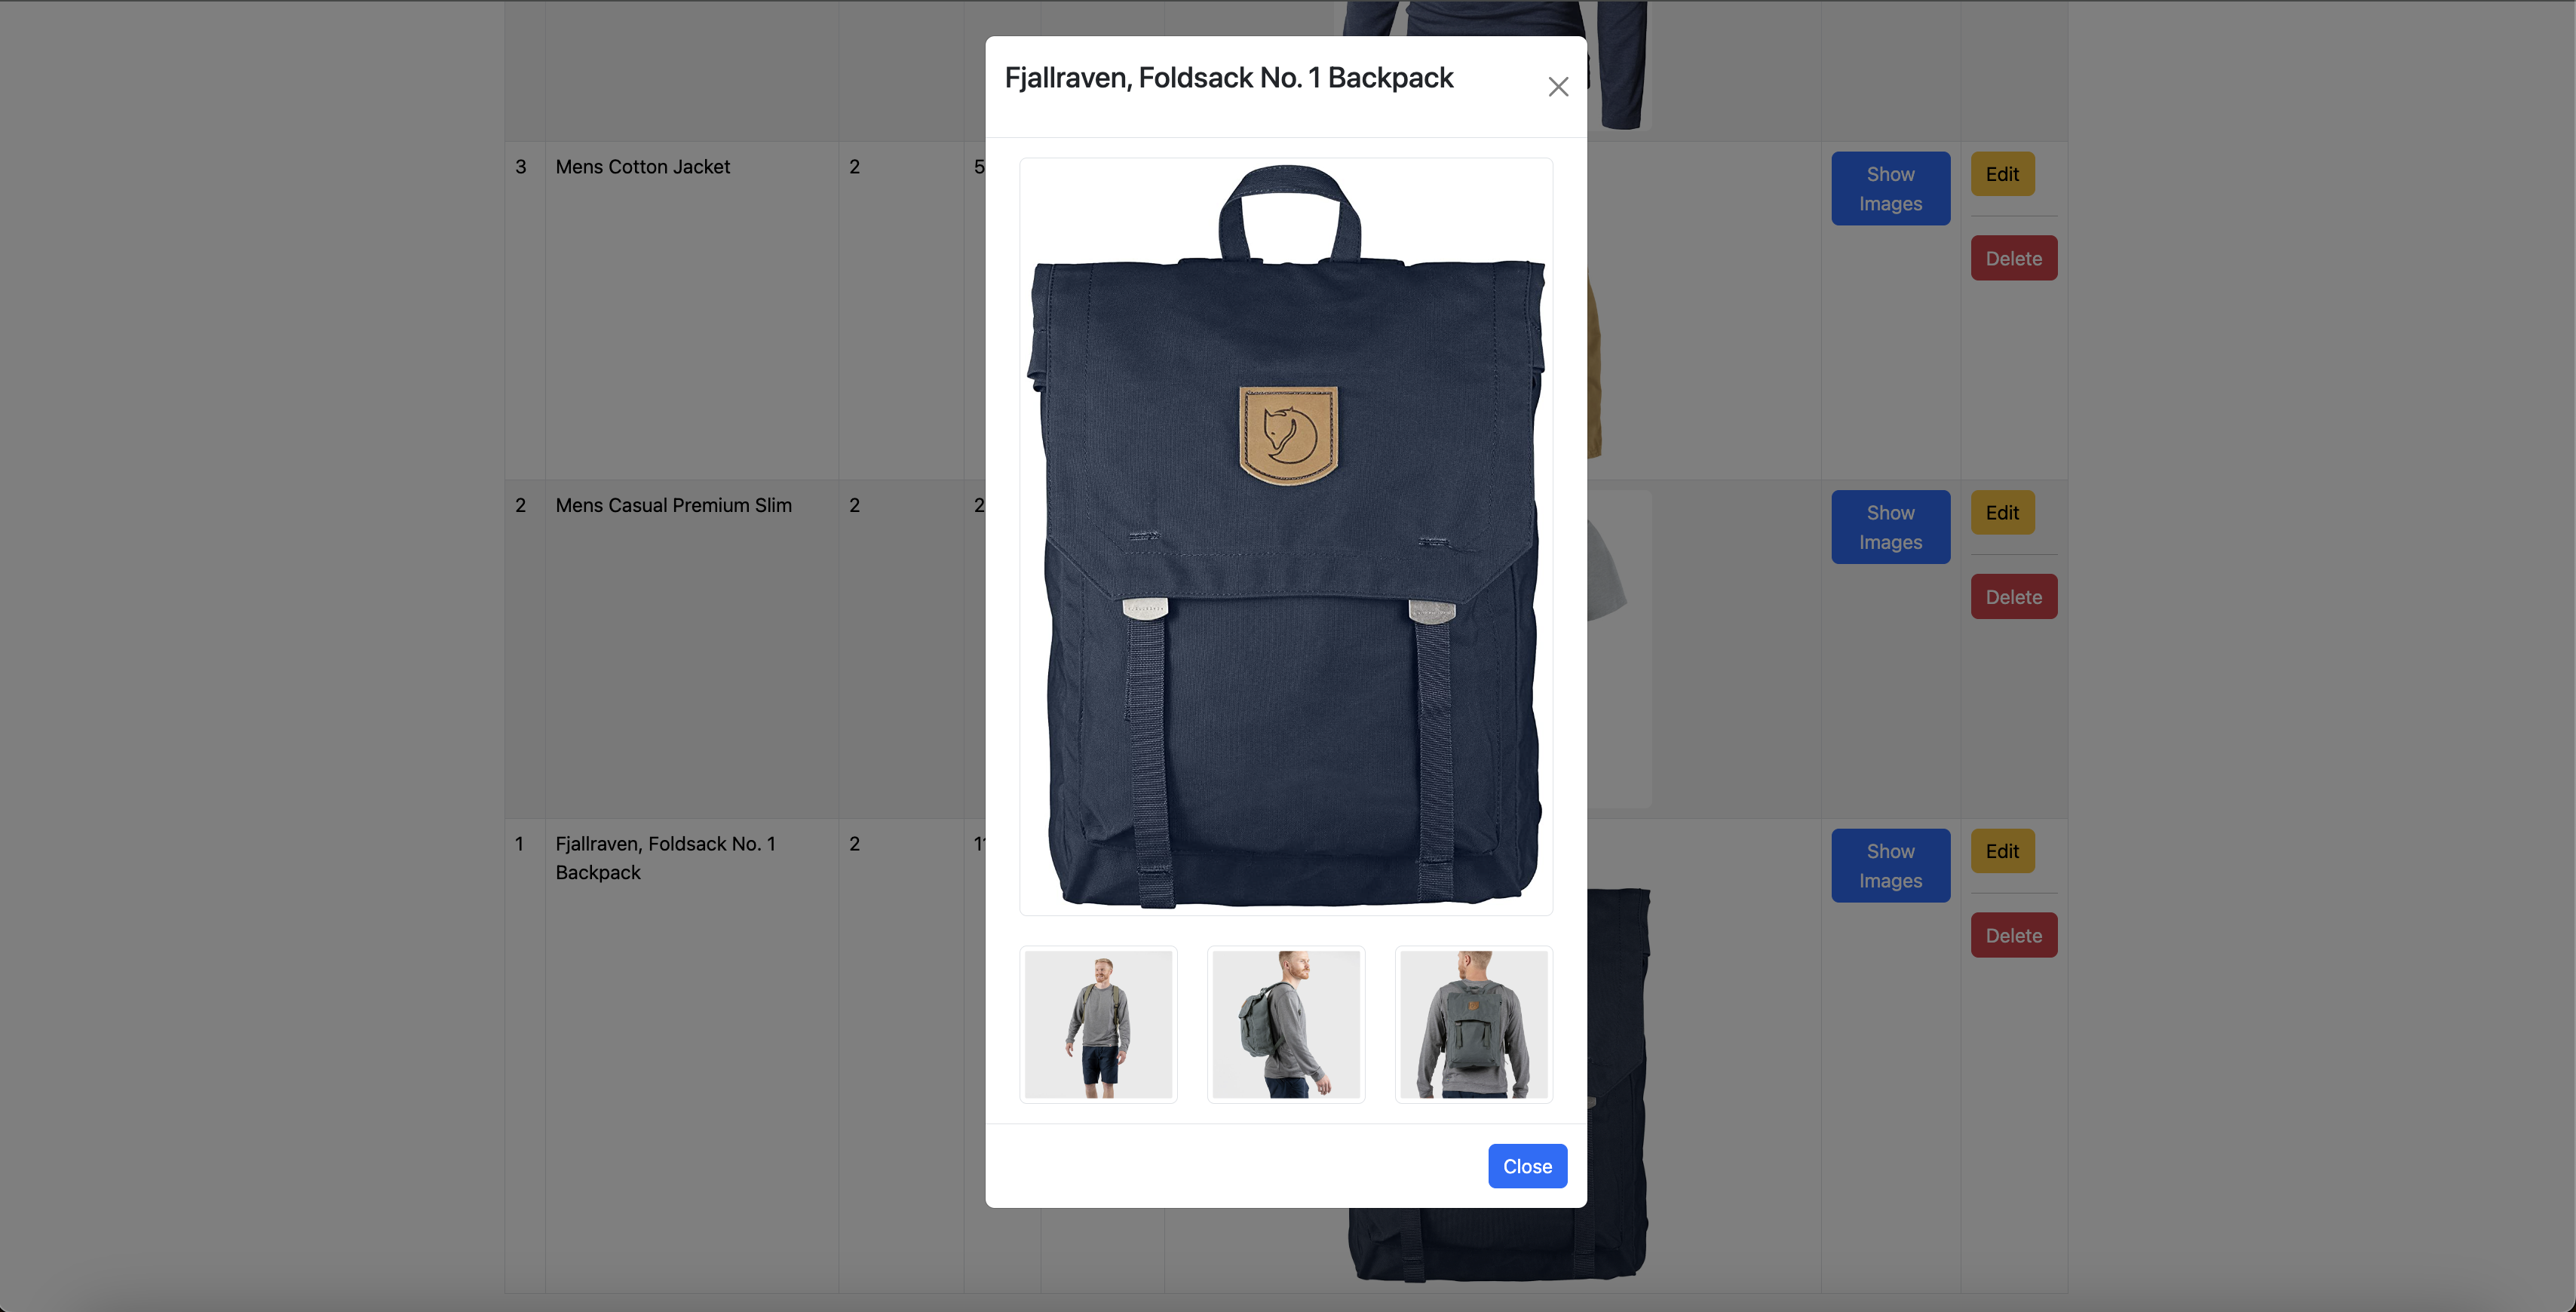 Fjallraven, Foldsack No. 1 Backpack
3
Mens Cotton Jacket
2
5
Show
Images
Edit
Delete
2
Mens Casual Premium Slim
2
2
Show
Images
Edit
Delete
1
Fjallraven, Foldsack No. 1
Backpack
2
11
Show
Images
Edit
Delete
Close